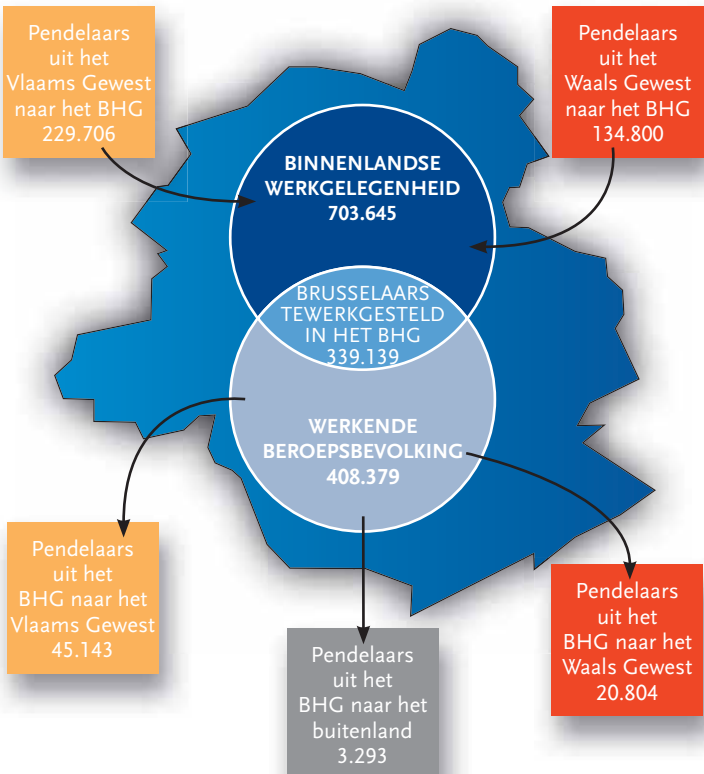 Pendelaars
uit het
Vlaams Gewest
naar het BHG
229.706
Pendelaars
uit het
Waals Gewest
naar het BHG
134.800
BINNENLANDSE
WERKGELEGENHEID
703.645
BRUSSELAARS
TEWERKGESTELD
IN HET BHG
339.139
WERKENDE
BEROEPSBEVOLKING
408.379
Pendelaars
uit het
BHG naar het
Vlaams Gewest
45.143
Pendelaars
uit het
BHG naar het
buitenland
3.293
Pendelaars
uit het
BHG naar het
Waals Gewest
20.804